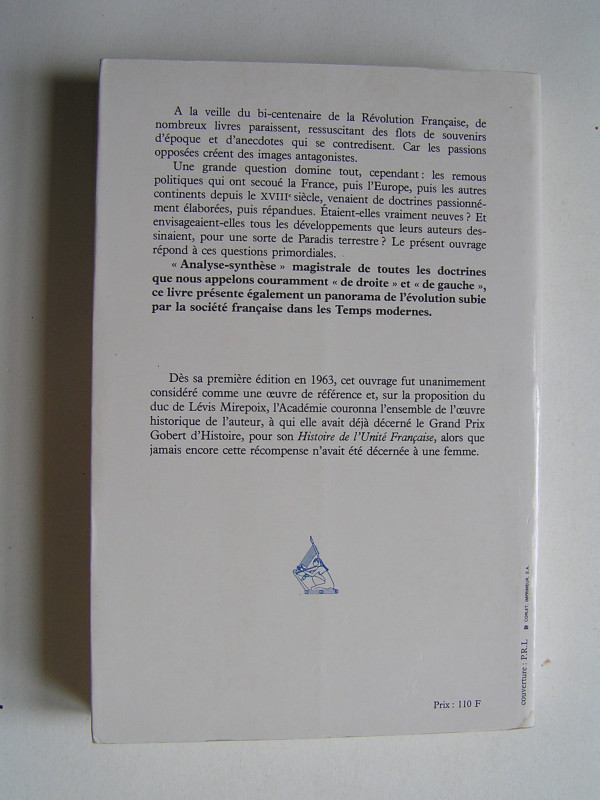 A la veille du bi-centenaire de la Révolution Française, de
nombreux livres paraissent, ressuscitant des flots de souvenirs
d'époque et d'anecdotes qui se contredisent. Car les passions
opposées créent des images antagonistes.
Une grande question domine tout, cependant : les remous
politiques qui ont secoué la France, puis l'Europe, puis les autres
continents depuis le XVIIIe siècle, venaient de doctrines passionné-
ment élaborées, puis répandues. Étaient-elles vraiment neuves ? Et
envisageaient-elles tous les développements que leurs auteurs des-
sinaient, pour une sorte de Paradis terrestre ? Le présent ouvrage
répond à ces questions primordiales.
« Analyse-synthèse » magistrale de toutes les doctrines
que nous appelons couramment « de droite » et « de gauche »,
ce livre présente également un panorama de l'évolution subie
par la société française dans les Temps modernes.
Dès sa première édition en 1963, cet ouvrage fut unanimement
considéré comme une œuvre de référence et, sur la proposition du
duc de Lévis Mirepoix, l'Académie couronna l'ensemble de l'œuvre
historique de l'auteur, à qui elle avait déjà décerné le Grand Prix
Gobert d'Histoire, pour son Histoire de l'Unité Française, alors que
jamais encore cette récompense n'avait été décernée à une femme.
Prix : 110 F
couverture : P.R.L
IMPRIMEUR S.A.